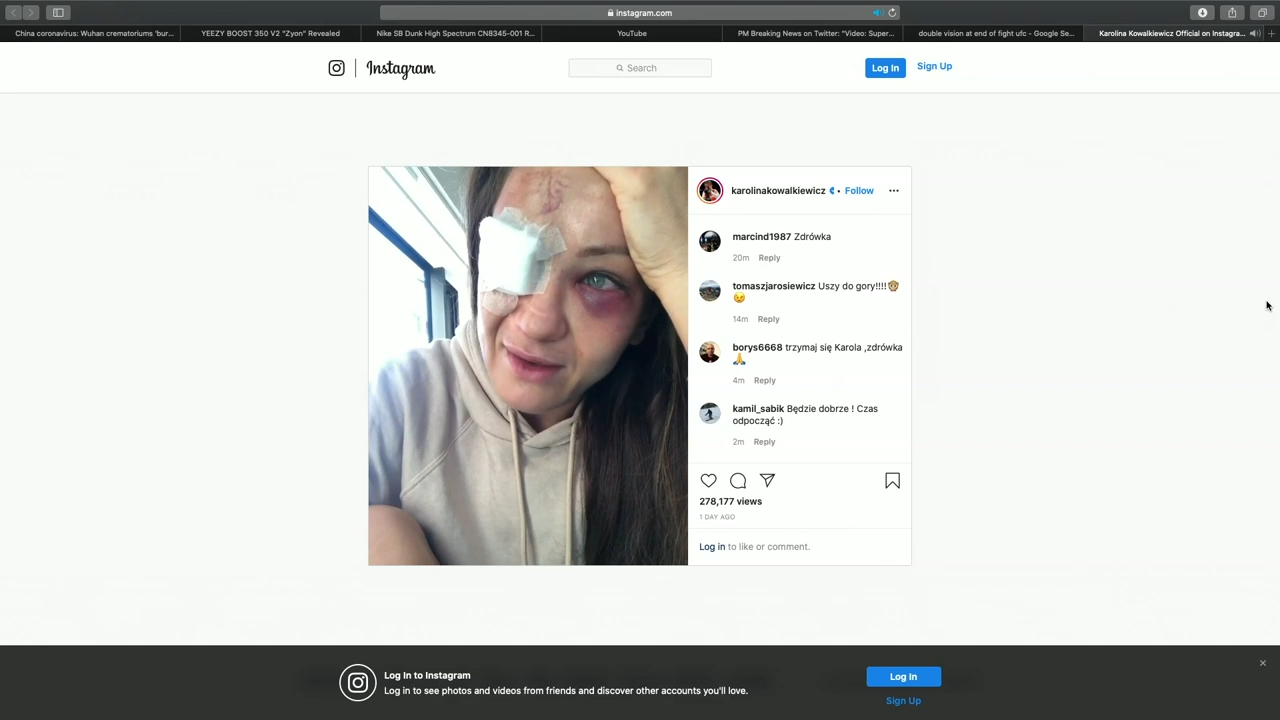 instagram.com
China coronavirus: Wuhan crematoriums 'bur...
YEEZY BOOST 350 V2 "Zyon" Revealed
Nike SB Dunk High Spectrum CN8345-001 R...
YouTube
PM Breaking News on Twitter: "Video: Super...
double vision at end of fight ufc - Google Se...
Karolina Kowalkiewicz Official on Instagra...
Instagram
Search
Log In
Sign Up
karolinakowalkiewicz • Follow
marcind1987 Zdrówka
20m Reply
tomaszjarosiewicz Uszy do gory!!!!🙉
😉
14m Reply
borys6668 trzymaj się Karola ,zdrówka
🙏
4m Reply
kamil_sabik Będzie dobrze ! Czas
odpocząć :)
2m Reply
278,177 views
1 DAY AGO
Log in to like or comment.
Log In to Instagram
Log in to see photos and videos from friends and discover other accounts you'll love.
Log In
Sign Up